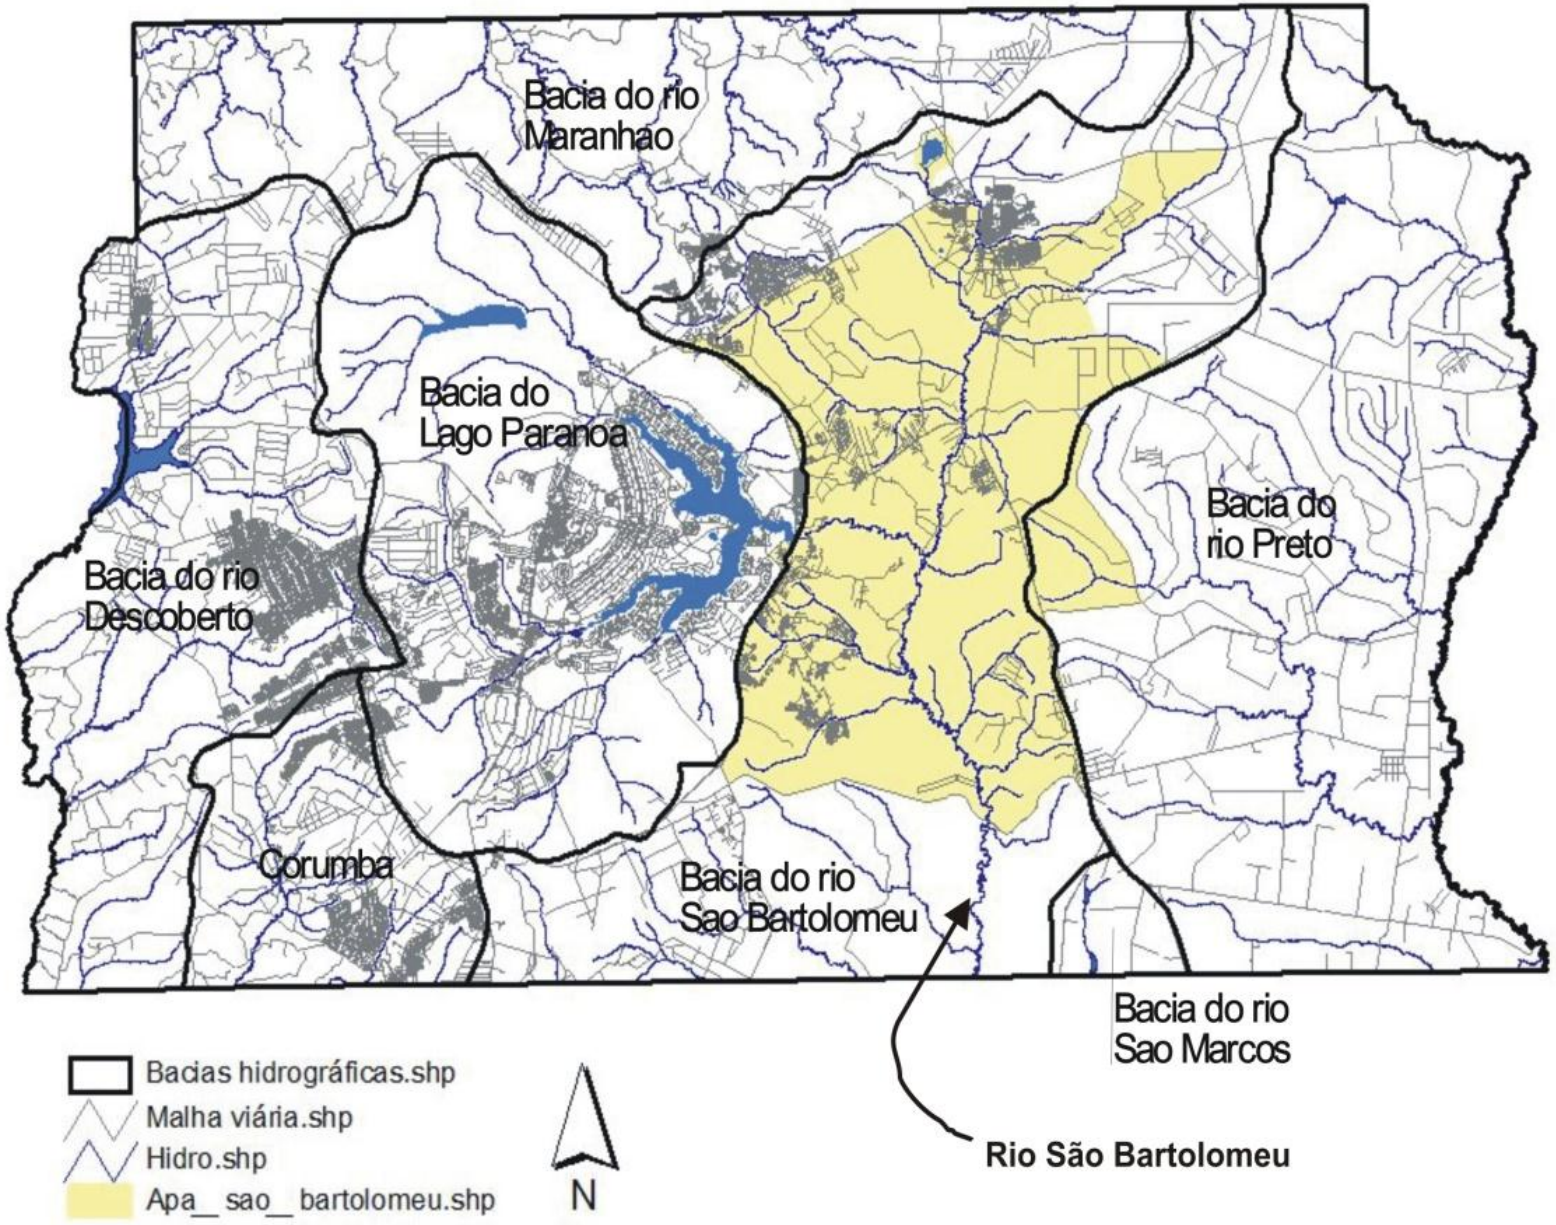 Bacia do rio
Maranhao
Bacia do
Lago Paranoa
Bacia do
rio Preto
Bacia do rio
Descoberto
Corumba
Bacia do rio
Sao Bartolomeu
Bacia do rio
Sao Marcos
Rio São Bartolomeu
Bacias hidrográficas.shp
Malha viária.shp
Hidro.shp
Apa__ sao__ bartolomeu.shp
N